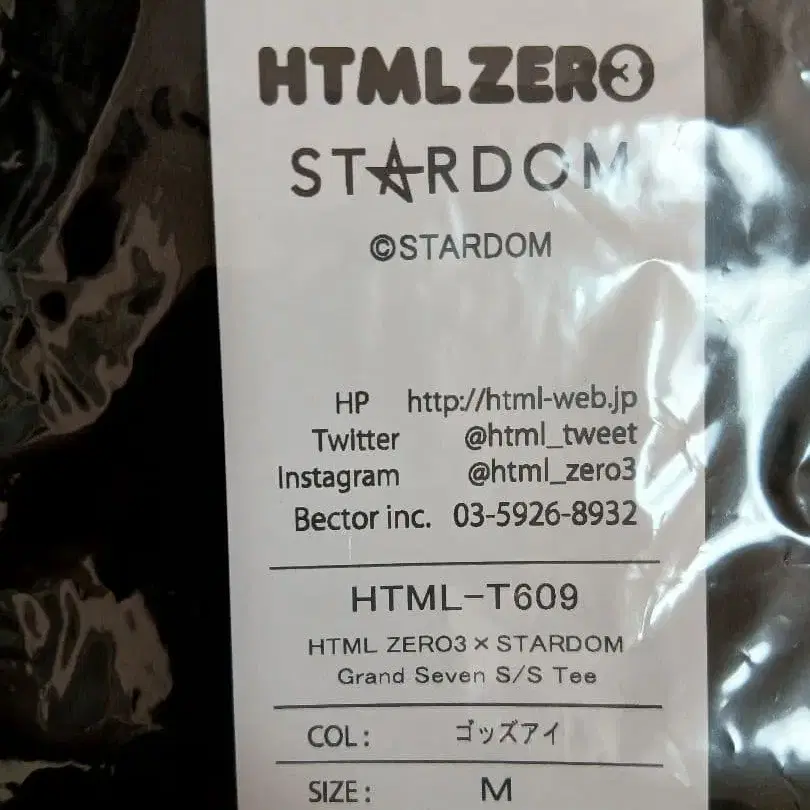 HTML ZERO3
STARDOM
©STARDOM
HP http://html-web.jp
Twitter @html_tweet
Instagram @html_zero3
Bector inc. 03-5926-8932
HTML-T609
HTML ZERO3×STARDOM
Grand Seven S/S Tee
COL: ゴッズアイ
SIZE: M